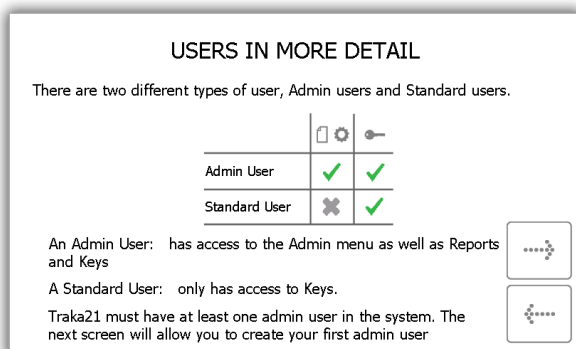 USERS IN MORE DETAIL
There are two different types of user, Admin users and Standard users.
Admin User
Standard User
An Admin User: has access to the Admin menu as well as Reports
and Keys
A Standard User: only has access to Keys.
Traka21 must have at least one admin user in the system. The
next screen will allow you to create your first admin user